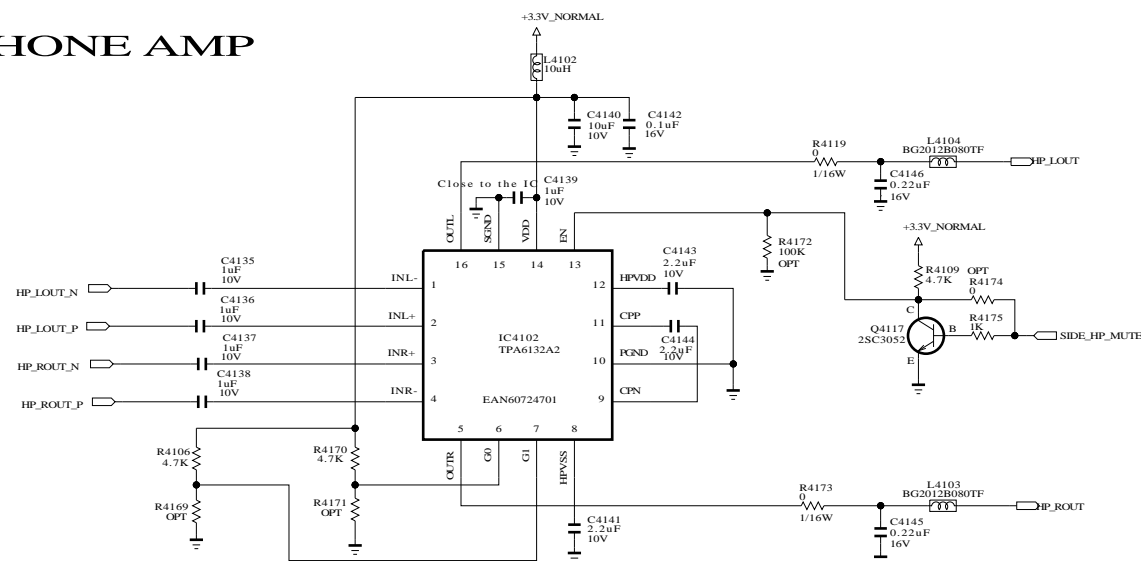 +3.3V_NORMAL
HONE AMP
L4102
10uH
C4140
10uF
10V
C4142
0.1uF
16V
R4119
0
1/16W
L4104
BG2012B080TF
HP_LOUT
C4146
0.22uF
16V
Close to the IC
C4139
1uF
10V
OUTL
SGND
VDD
EN
16
15
14
13
R4172
100K
OPT
+3.3V_NORMAL
R4109
4.7K
OPT
R4174
0
R4175
1K
C
B
E
Q4117
2SC3052
SIDE_HP_MUTE
C4143
2.2uF
10V
C4135
1uF
10V
HP_LOUT_N
INL-
1
12
HPVDD
C4136
1uF
10V
HP_LOUT_P
INL+
2
11
CPP
C4144
2.2uF
10V
IC4102
TPA6132A2
C4137
1uF
10V
HP_ROUT_N
INR+
3
10
PGND
C4138
1uF
10V
HP_ROUT_P
INR-
4
9
CPN
EAN60724701
5
6
7
8
OUTR
G0
G1
HPVSS
R4106
4.7K
R4170
4.7K
R4169
OPT
R4171
OPT
C4141
2.2uF
10V
R4173
0
1/16W
L4103
BG2012B080TF
HP_ROUT
C4145
0.22uF
16V